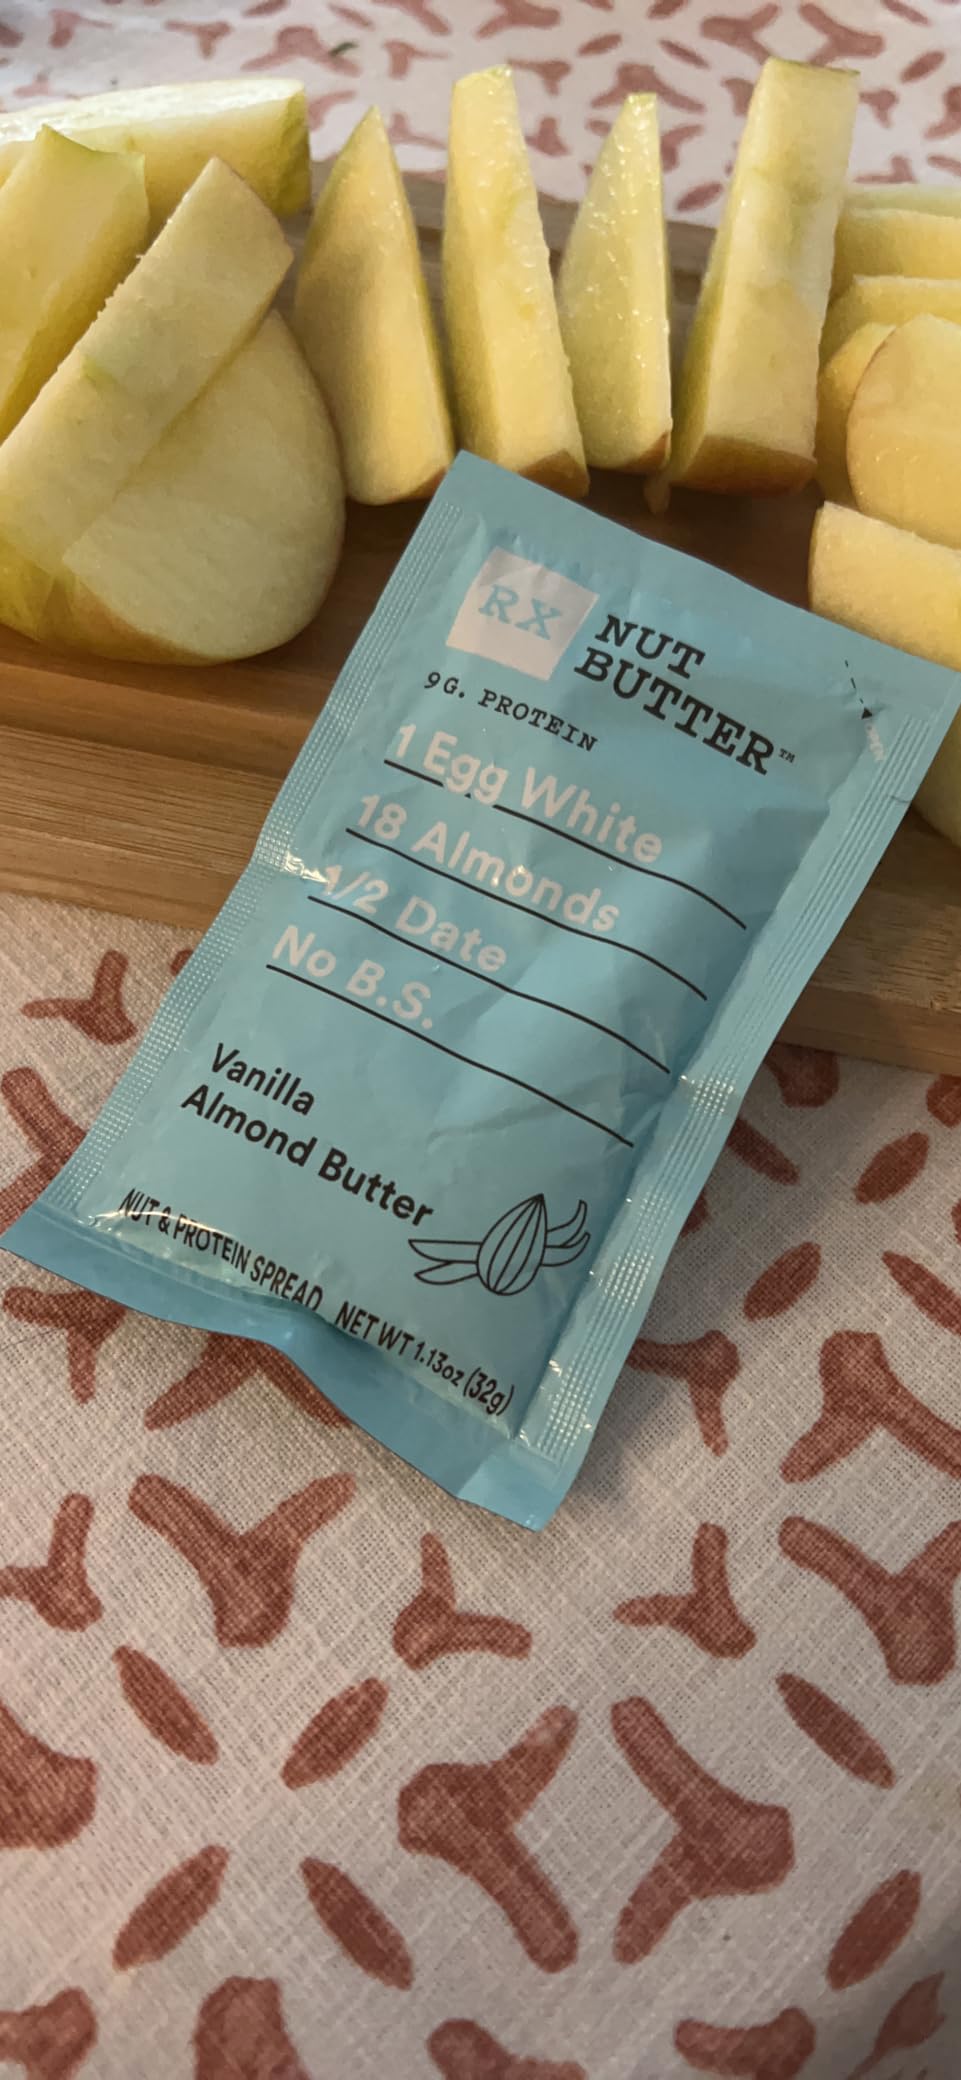 RX
NUT
BUTTER™
9G. PROTEIN
1 Egg White
18 Almonds
1/2 Date
No B.S.
Vanilla
Almond Butter
NUT & PROTEIN SPREAD NET WT 1.13oz (32g)